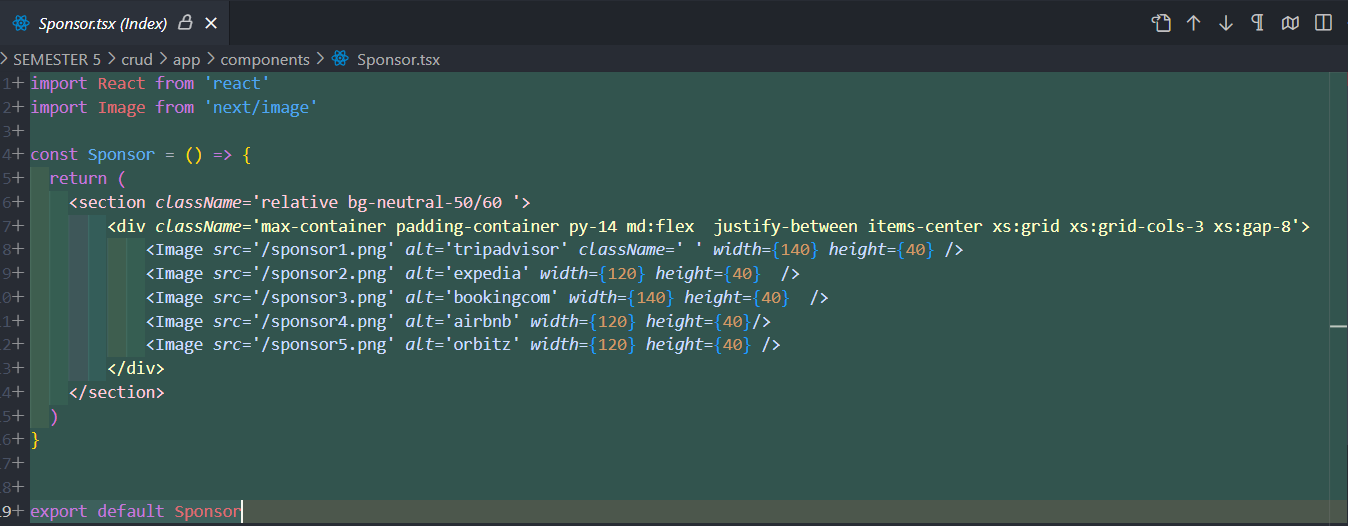 Sponsor.tsx (Index)
SEMESTER 5 > crud > app > components > Sponsor.tsx
1+ import React from 'react'
2+ import Image from 'next/image'
3+
4+ const Sponsor = () => {
5+   return (
6+     <section className='relative bg-neutral-50/60 '>
7+         <div className='max-container padding-container py-14 md:flex  justify-between items-center xs:grid xs:grid-cols-3 xs:gap-8'>
8+             <Image src='/sponsor1.png' alt='tripadvisor' className=' ' width={140} height={40} />
9+             <Image src='/sponsor2.png' alt='expedia' width={120} height={40}  />
0+             <Image src='/sponsor3.png' alt='bookingcom' width={140} height={40}  />
1+             <Image src='/sponsor4.png' alt='airbnb' width={120} height={40}/>
2+             <Image src='/sponsor5.png' alt='orbitz' width={120} height={40} />
3+         </div>
4+     </section>
5+   )
6+ }
7+
8+
19+ export default Sponsor